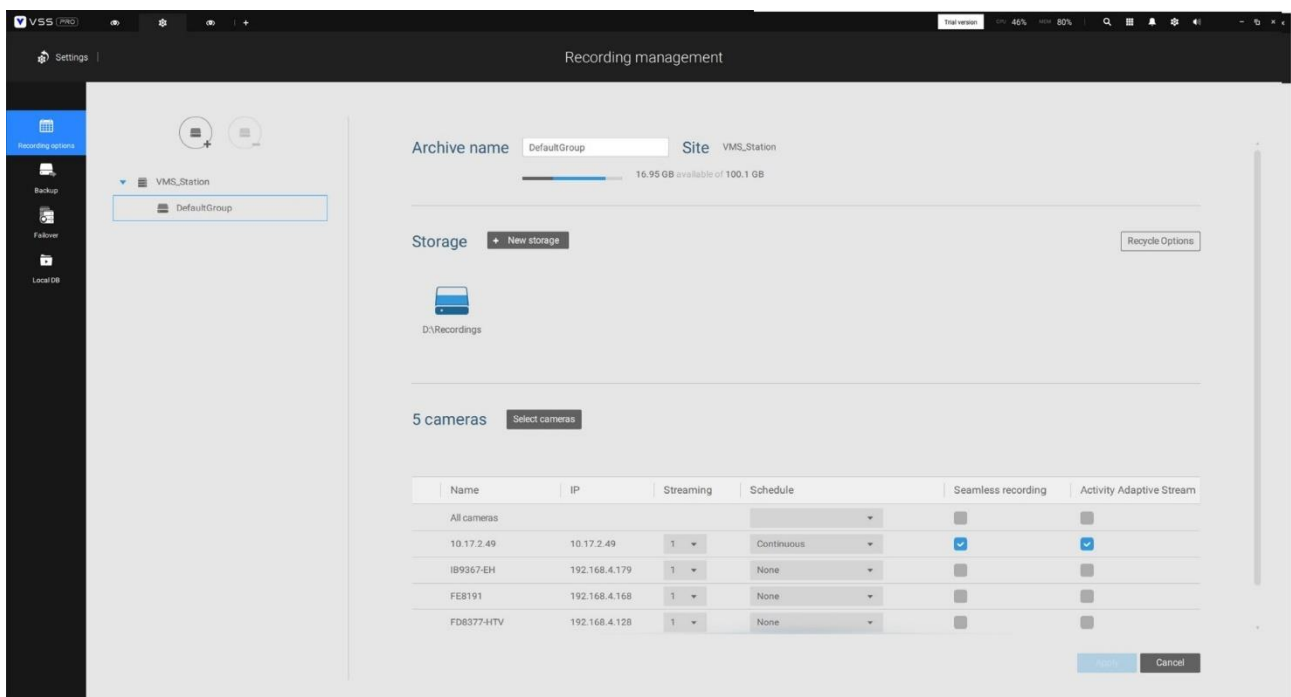 VSS PRO
Trial version CPU 46% MEM 80%
Settings
Recording management
Recording options
Backup
Failover
Local DB
VMS_Station
DefaultGroup
Archive name DefaultGroup Site VMS_Station
16.95 GB available of 100.1 GB
Storage + New storage Recycle Options
D:\Recordings
5 cameras Select cameras
Name IP Streaming Schedule Seamless recording Activity Adaptive Stream
All cameras
10.17.2.49 10.17.2.49 1 Continuous
IB9367-EH 192.168.4.179 1 None
FE8191 192.168.4.168 1 None
FD8377-HTV 192.168.4.128 1 None
Apply Cancel